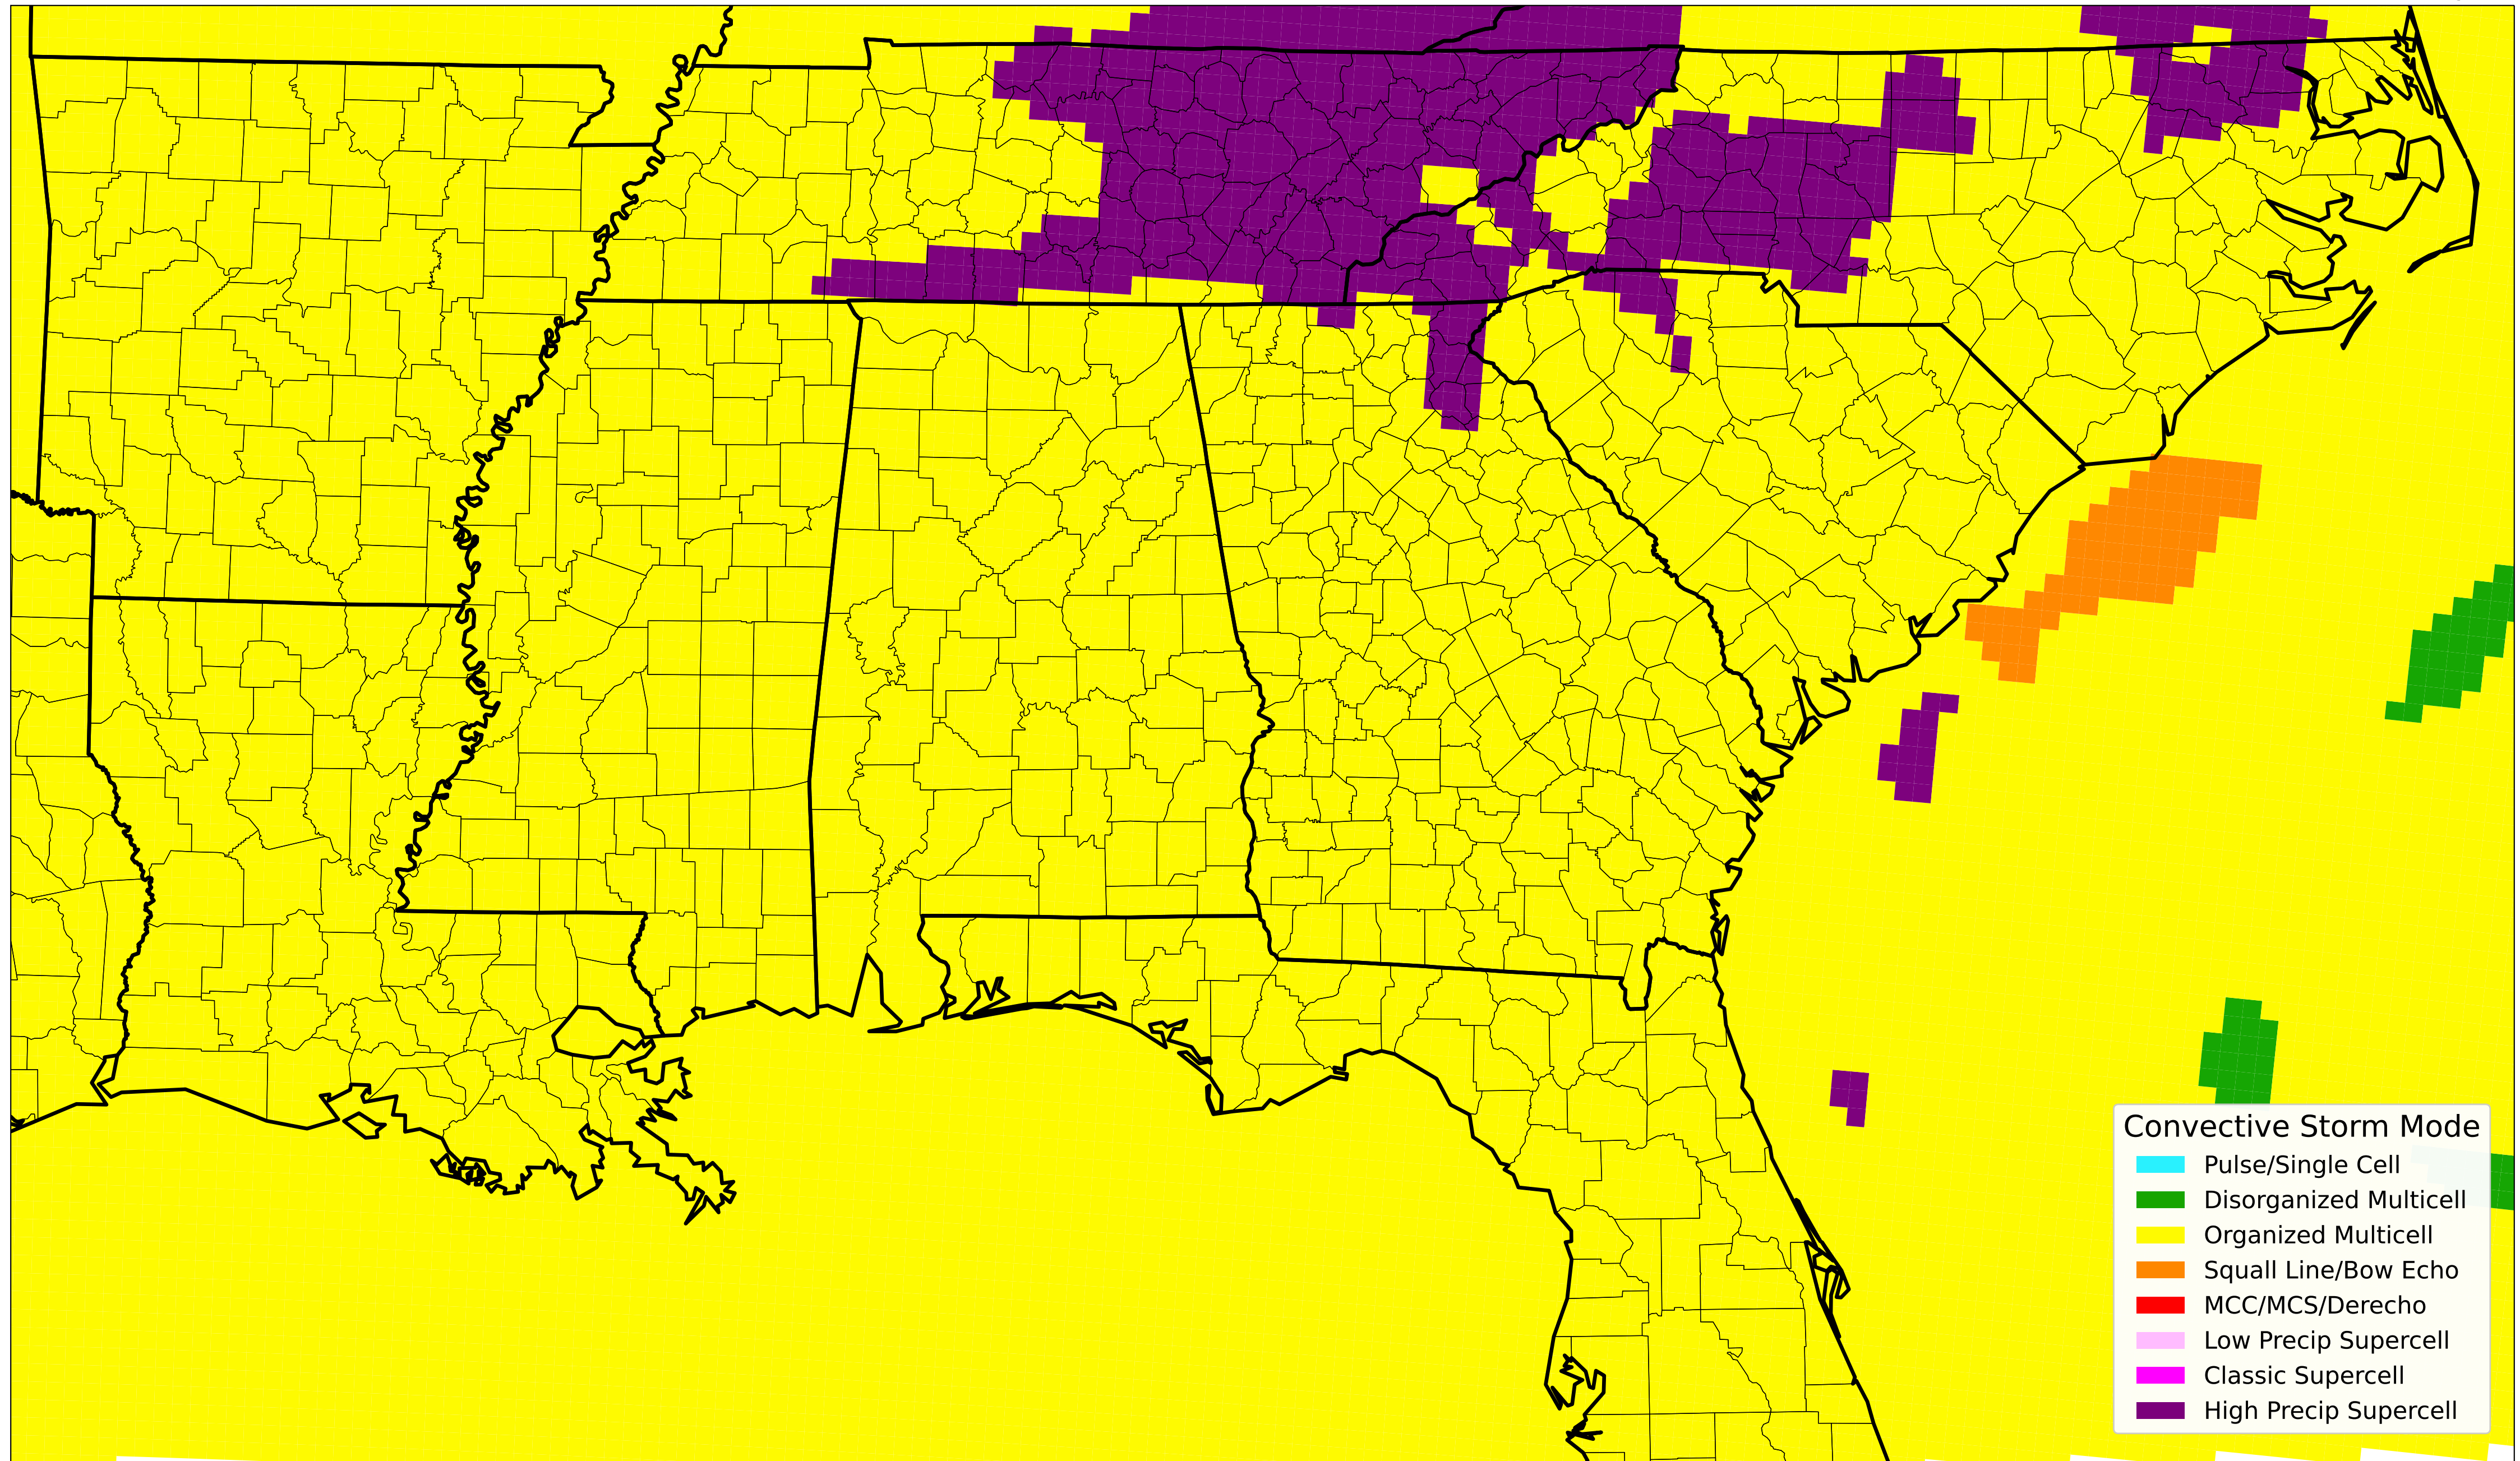 Convective Storm Mode
Pulse/Single Cell
Disorganized Multicell
Organized Multicell
Squall Line/Bow Echo
MCC/MCS/Derecho
Low Precip Supercell
Classic Supercell
High Precip Supercell